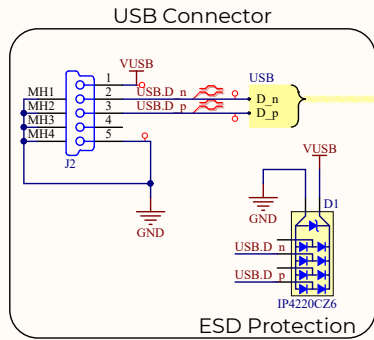 USB Connector
VUSB
USB
1
MH1 2 USB.D_n D_n
MH2 3 USB.D_p D_p
MH3 4
MH4 5
J2
VUSB
GND
GND
D1
USB.D_n
USB.D_p
IP4220CZ6
ESD Protection